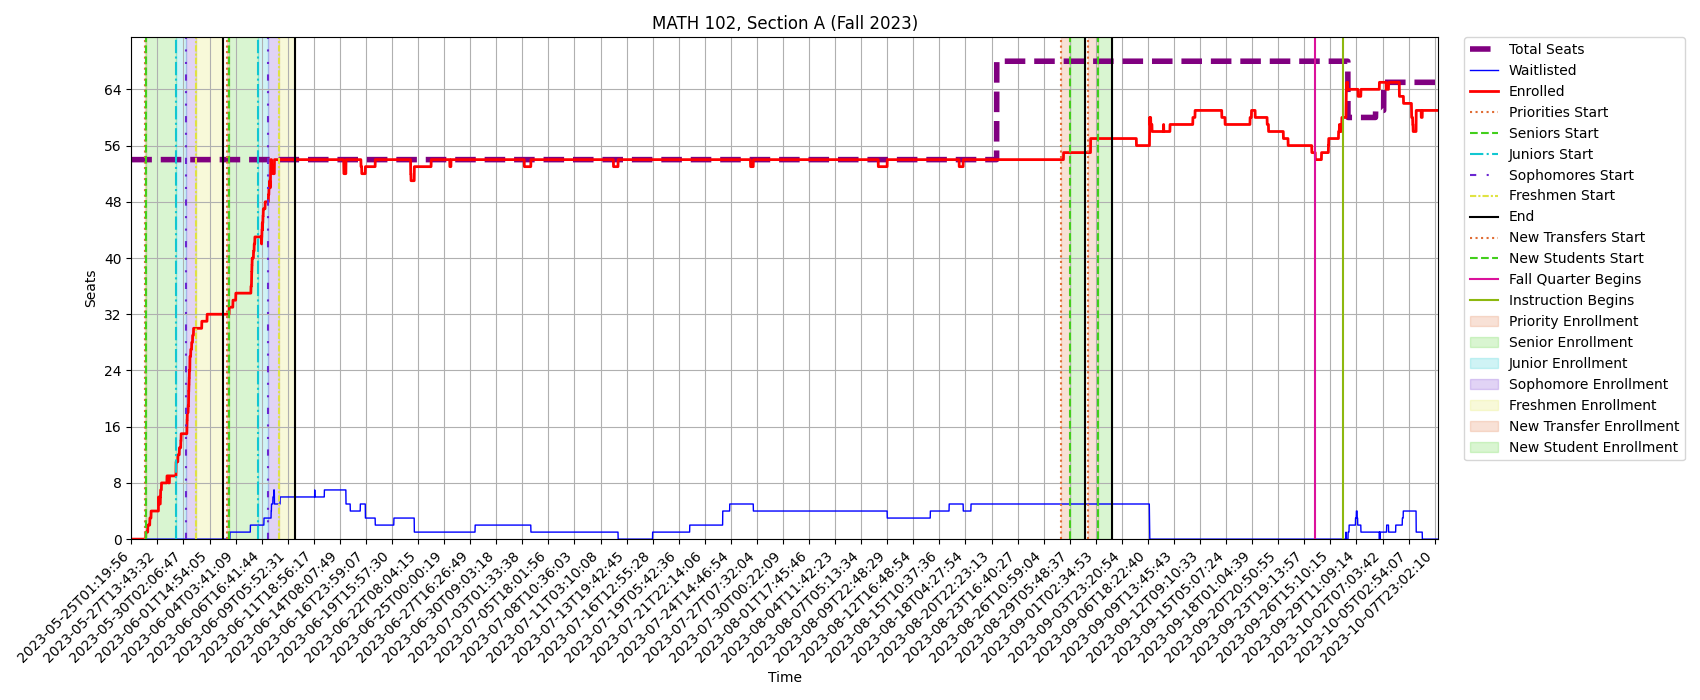 MATH 102, Section A (Fall 2023)
Seats
64
56
48
40
32
24
16
8
0
2023-05-25T01:19:56
2023-05-27T13:43:32
2023-05-30T02:06:47
2023-06-01T14:54:05
2023-06-04T03:41:09
2023-06-06T16:41:44
2023-06-09T05:52:31
2023-06-11T18:56:17
2023-06-14T08:07:49
2023-06-16T23:59:07
2023-06-19T15:57:30
2023-06-22T08:04:15
2023-06-25T00:00:19
2023-06-27T16:26:49
2023-06-30T09:03:18
2023-07-03T01:33:38
2023-07-05T18:01:56
2023-07-08T10:36:03
2023-07-11T03:10:08
2023-07-13T19:42:45
2023-07-16T12:55:28
2023-07-19T05:42:36
2023-07-21T22:14:06
2023-07-24T14:46:54
2023-07-27T07:32:04
2023-07-30T00:22:09
2023-08-01T17:45:46
2023-08-04T11:42:23
2023-08-07T05:13:34
2023-08-09T22:48:29
2023-08-12T16:48:54
2023-08-15T10:37:36
2023-08-18T04:27:54
2023-08-20T22:23:13
2023-08-23T16:40:27
2023-08-26T10:59:04
2023-08-29T05:48:37
2023-09-01T02:34:53
2023-09-03T23:20:54
2023-09-06T18:22:40
2023-09-09T13:45:43
2023-09-12T09:10:33
2023-09-15T05:07:24
2023-09-18T01:04:39
2023-09-20T20:50:55
2023-09-23T19:13:57
2023-09-26T15:10:15
2023-09-29T11:09:14
2023-10-02T07:03:42
2023-10-05T02:54:07
2023-10-07T23:02:10
Time
Total Seats
Waitlisted
Enrolled
Priorities Start
Seniors Start
Juniors Start
Sophomores Start
Freshmen Start
End
New Transfers Start
New Students Start
Fall Quarter Begins
Instruction Begins
Priority Enrollment
Senior Enrollment
Junior Enrollment
Sophomore Enrollment
Freshmen Enrollment
New Transfer Enrollment
New Student Enrollment